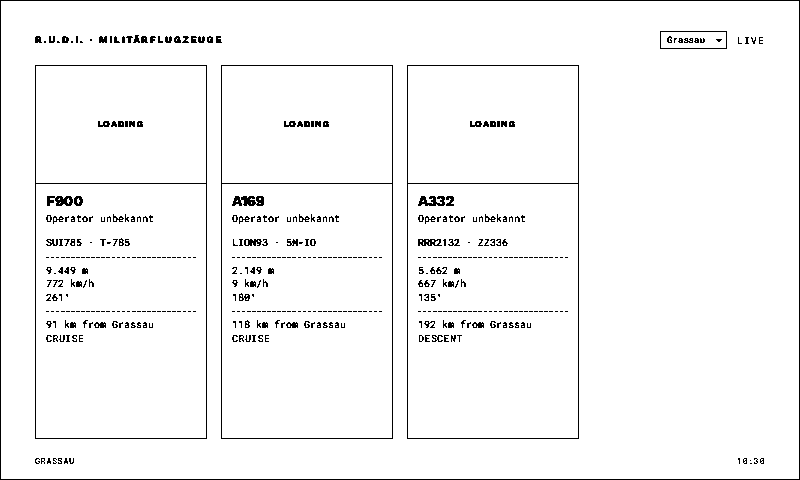 R.U.D.I. · MILITÄRFLUGZEUGE
Grassau
LIVE
LOADING
F900
Operator unbekannt
SUI785 · T-785
9.449 m
772 km/h
261°
91 km from Grassau
CRUISE
LOADING
A169
Operator unbekannt
LION93 · 5M-IO
2.149 m
9 km/h
180°
118 km from Grassau
CRUISE
LOADING
A332
Operator unbekannt
RRR2132 · ZZ336
5.662 m
667 km/h
135°
192 km from Grassau
DESCENT
GRASSAU
10:30